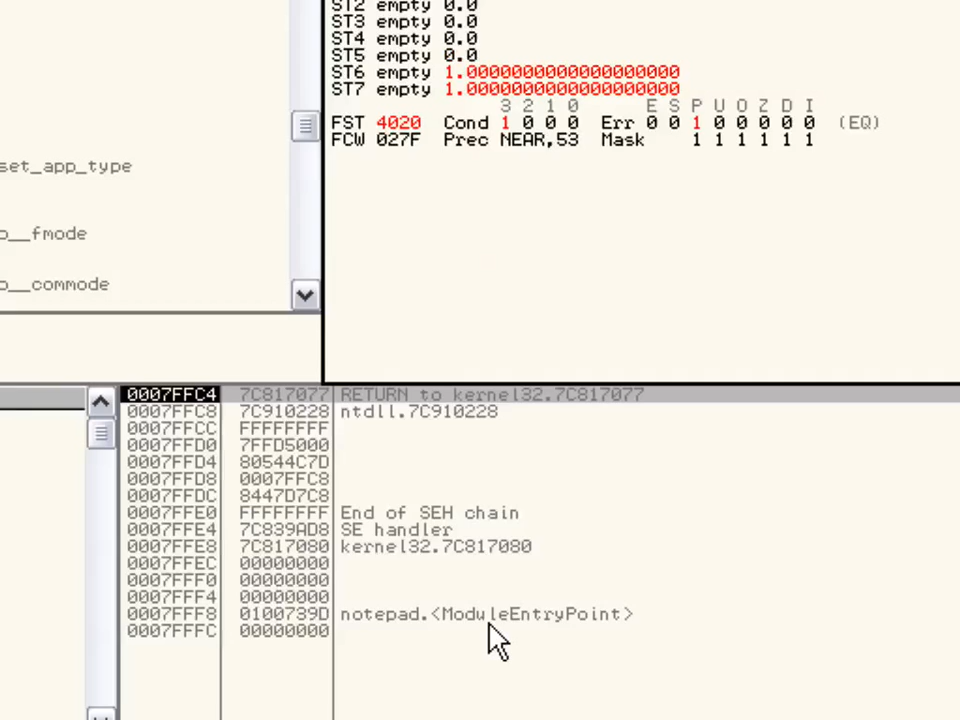 ST2 empty 0.0
ST3 empty 0.0
ST4 empty 0.0
ST5 empty 0.0
ST6 empty 1.0000000000000000000
ST7 empty 1.0000000000000000000
3 2 1 0 E S P U O Z D I
FST 4020 Cond 1 0 0 0 Err 0 0 1 0 0 0 0 0 (EQ)
FCW 027F Prec NEAR,53 Mask 1 1 1 1 1 1
set_app_type
p__fmode
p__commode
0007FFC4 7C817077 RETURN to kernel32.7C817077
0007FFC8 7C910228 ntdll.7C910228
0007FFCC FFFFFFFF
0007FFD0 7FFD5000
0007FFD4 80544C7D
0007FFD8 0007FFC8
0007FFDC 8447D7C8
0007FFE0 FFFFFFFF End of SEH chain
0007FFE4 7C839AD8 SE handler
0007FFE8 7C817080 kernel32.7C817080
0007FFEC 00000000
0007FFF0 00000000
0007FFF4 00000000
0007FFF8 0100739D notepad.<ModuleEntryPoint>
0007FFFC 00000000